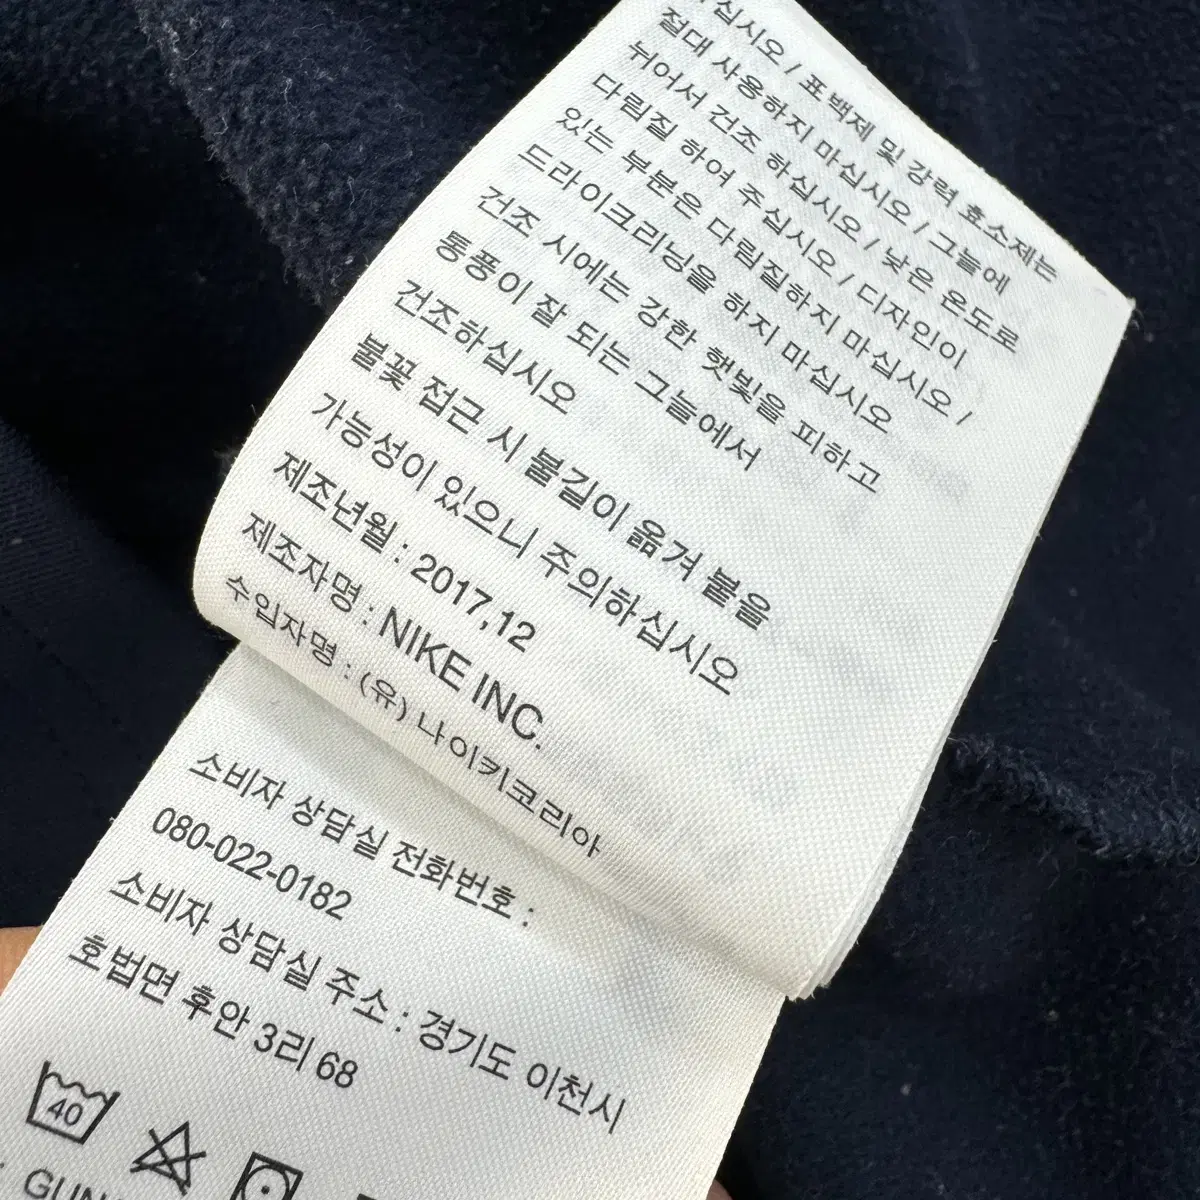 십시오 / 표백제 및 강력 효소제는
절대 사용하지 마십시오 / 그늘에
뉘어서 건조 하십시오 / 낮은 온도로
다림질 하여 주십시오 / 디자인이
있는 부분은 다림질하지 마십시오 /
드라이크리닝을 하지 마십시오
건조 시에는 강한 햇빛을 피하고
통풍이 잘 되는 그늘에서
건조하십시오
불꽃 접근 시 불길이 옮겨 붙을
가능성이 있으니 주의하십시오
제조년월 : 2017,12
제조자명 : NIKE INC.
수입자명 : (유) 나이키코리아
소비자 상담실 전화번호 :
080-022-0182
소비자 상담실 주소 : 경기도 이천시
호법면 후안 3리 68
40